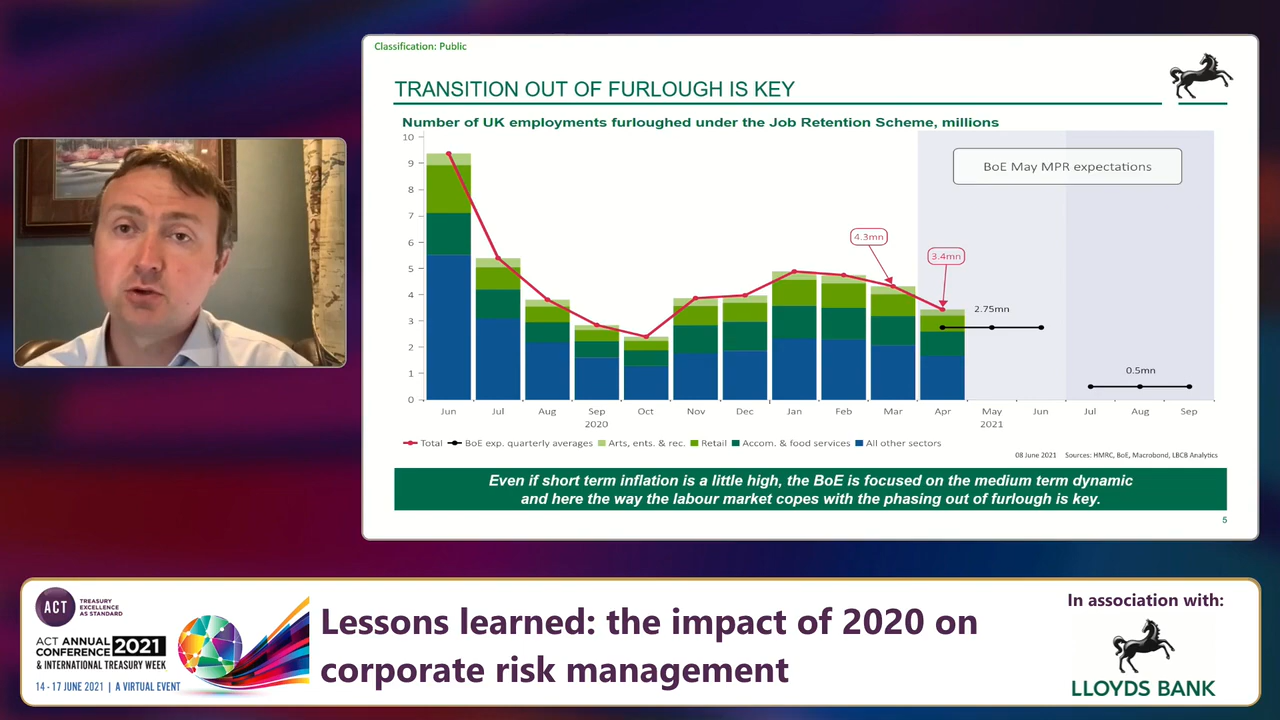 Classification: Public
TRANSITION OUT OF FURLOUGH IS KEY
Number of UK employments furloughed under the Job Retention Scheme, millions
10
9
8
7
6
5
4
3
2
1
0
BoE May MPR expectations
4.3mn
3.4mn
2.75mn
0.5mn
Jun Jul Aug Sep Oct Nov Dec Jan Feb Mar Apr May Jun Jul Aug Sep
2020 2021
Total BoE exp. quarterly averages Arts, ents. & rec. Retail Accom. & food services All other sectors
08 June 2021 Sources: HMRC, BoE, Macrobond, LBCB Analytics
Even if short term inflation is a little high, the BoE is focused on the medium term dynamic
and here the way the labour market copes with the phasing out of furlough is key.
5
ACT
TREASURY
EXCELLENCE
AS STANDARD
ACT ANNUAL
CONFERENCE 2021
& INTERNATIONAL TREASURY WEEK
14 - 17 JUNE 2021 | A VIRTUAL EVENT
Lessons learned: the impact of 2020 on
corporate risk management
In association with:
LLOYDS BANK